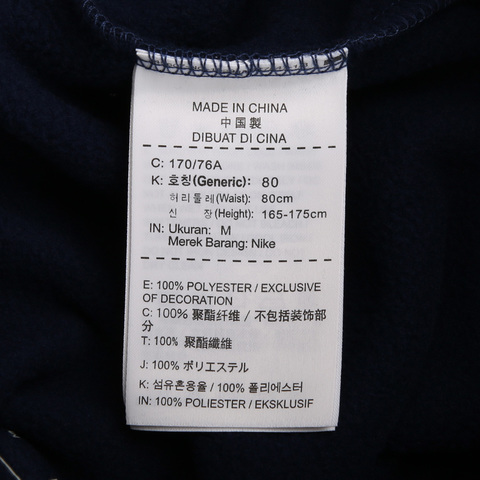 MADE IN CHINA
中国製
DIBUAT DI CINA
C: 170/76A
K: 호칭(Generic): 80
허리둘레(Waist): 80cm
신 장(Height): 165-175cm
IN: Ukuran: M
Merek Barang: Nike
E: 100% POLYESTER / EXCLUSIVE
OF DECORATION
C: 100% 聚酯纤维 / 不包括装饰部
分
T: 100% 聚酯纖維
J: 100% ポリエステル
K: 섬유혼용율 / 100% 폴리에스터
IN: 100% POLIESTER / EKSKLUSIF